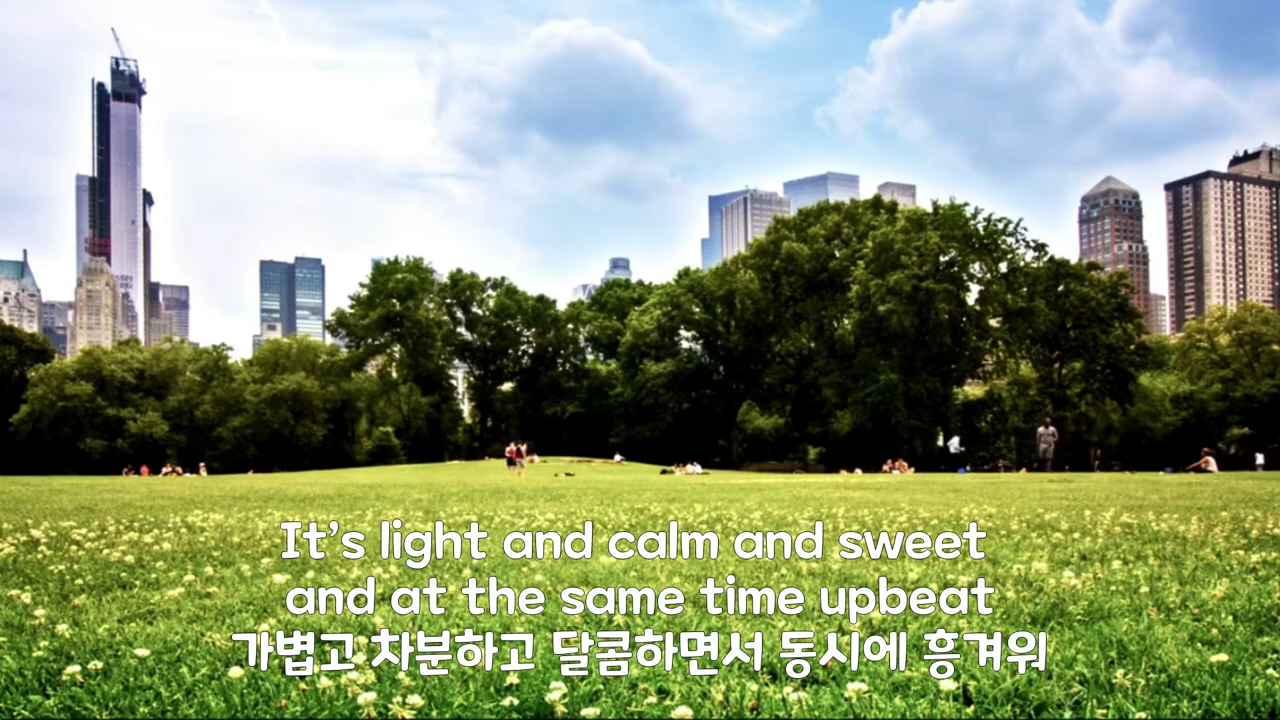 It’s light and calm and sweet
and at the same time upbeat
가볍고 차분하고 달콤하면서 동시에 흥겨워